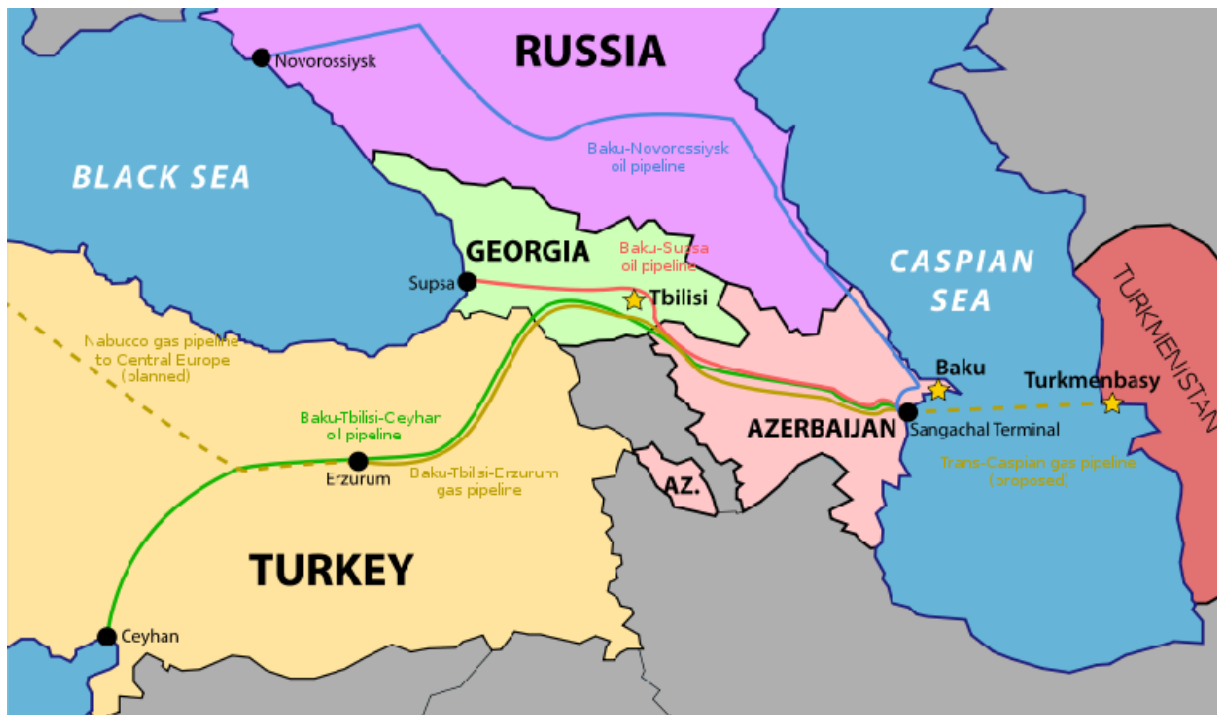 RUSSIA
Novorossiysk
Baku-Novorossiysk
oil pipeline
BLACK SEA
GEORGIA
Baku-Supsa
oil pipeline
CASPIAN
SEA
Supsa
Tbilisi
TURKMENISTAN
Nabucco gas pipeline
to Central Europe
(planned)
Baku
Turkmenbasy
Baku-Tbilisi-Ceyhan
oil pipeline
AZERBAIJAN
Sangachal Terminal
Erzurum
Baku-Tbilsi-Erzurum
gas pipeline
Trans-Caspian gas pipeline
(proposed)
AZ.
TURKEY
Ceyhan